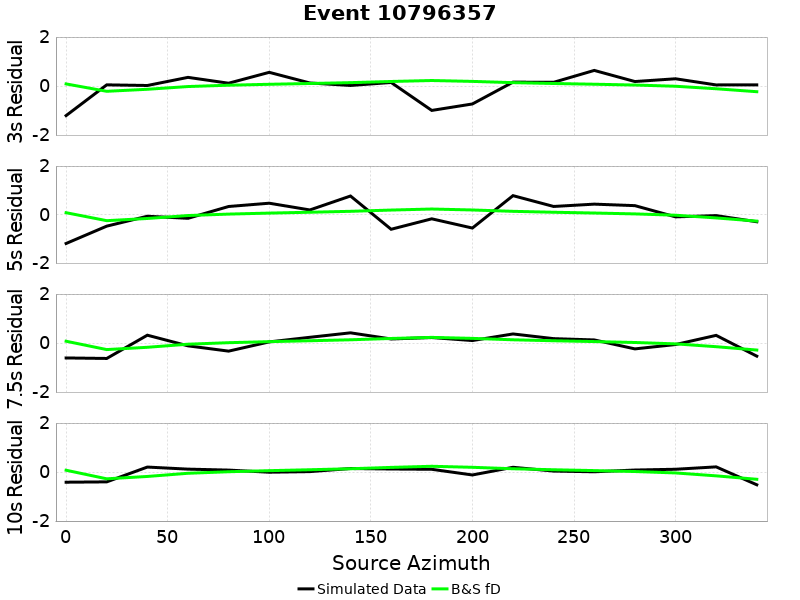 Event 10796357
3s Residual
2
0
-2
5s Residual
2
0
-2
7.5s Residual
2
0
-2
10s Residual
2
0
-2
0 50 100 150 200 250 300
Source Azimuth
Simulated Data B&S fD